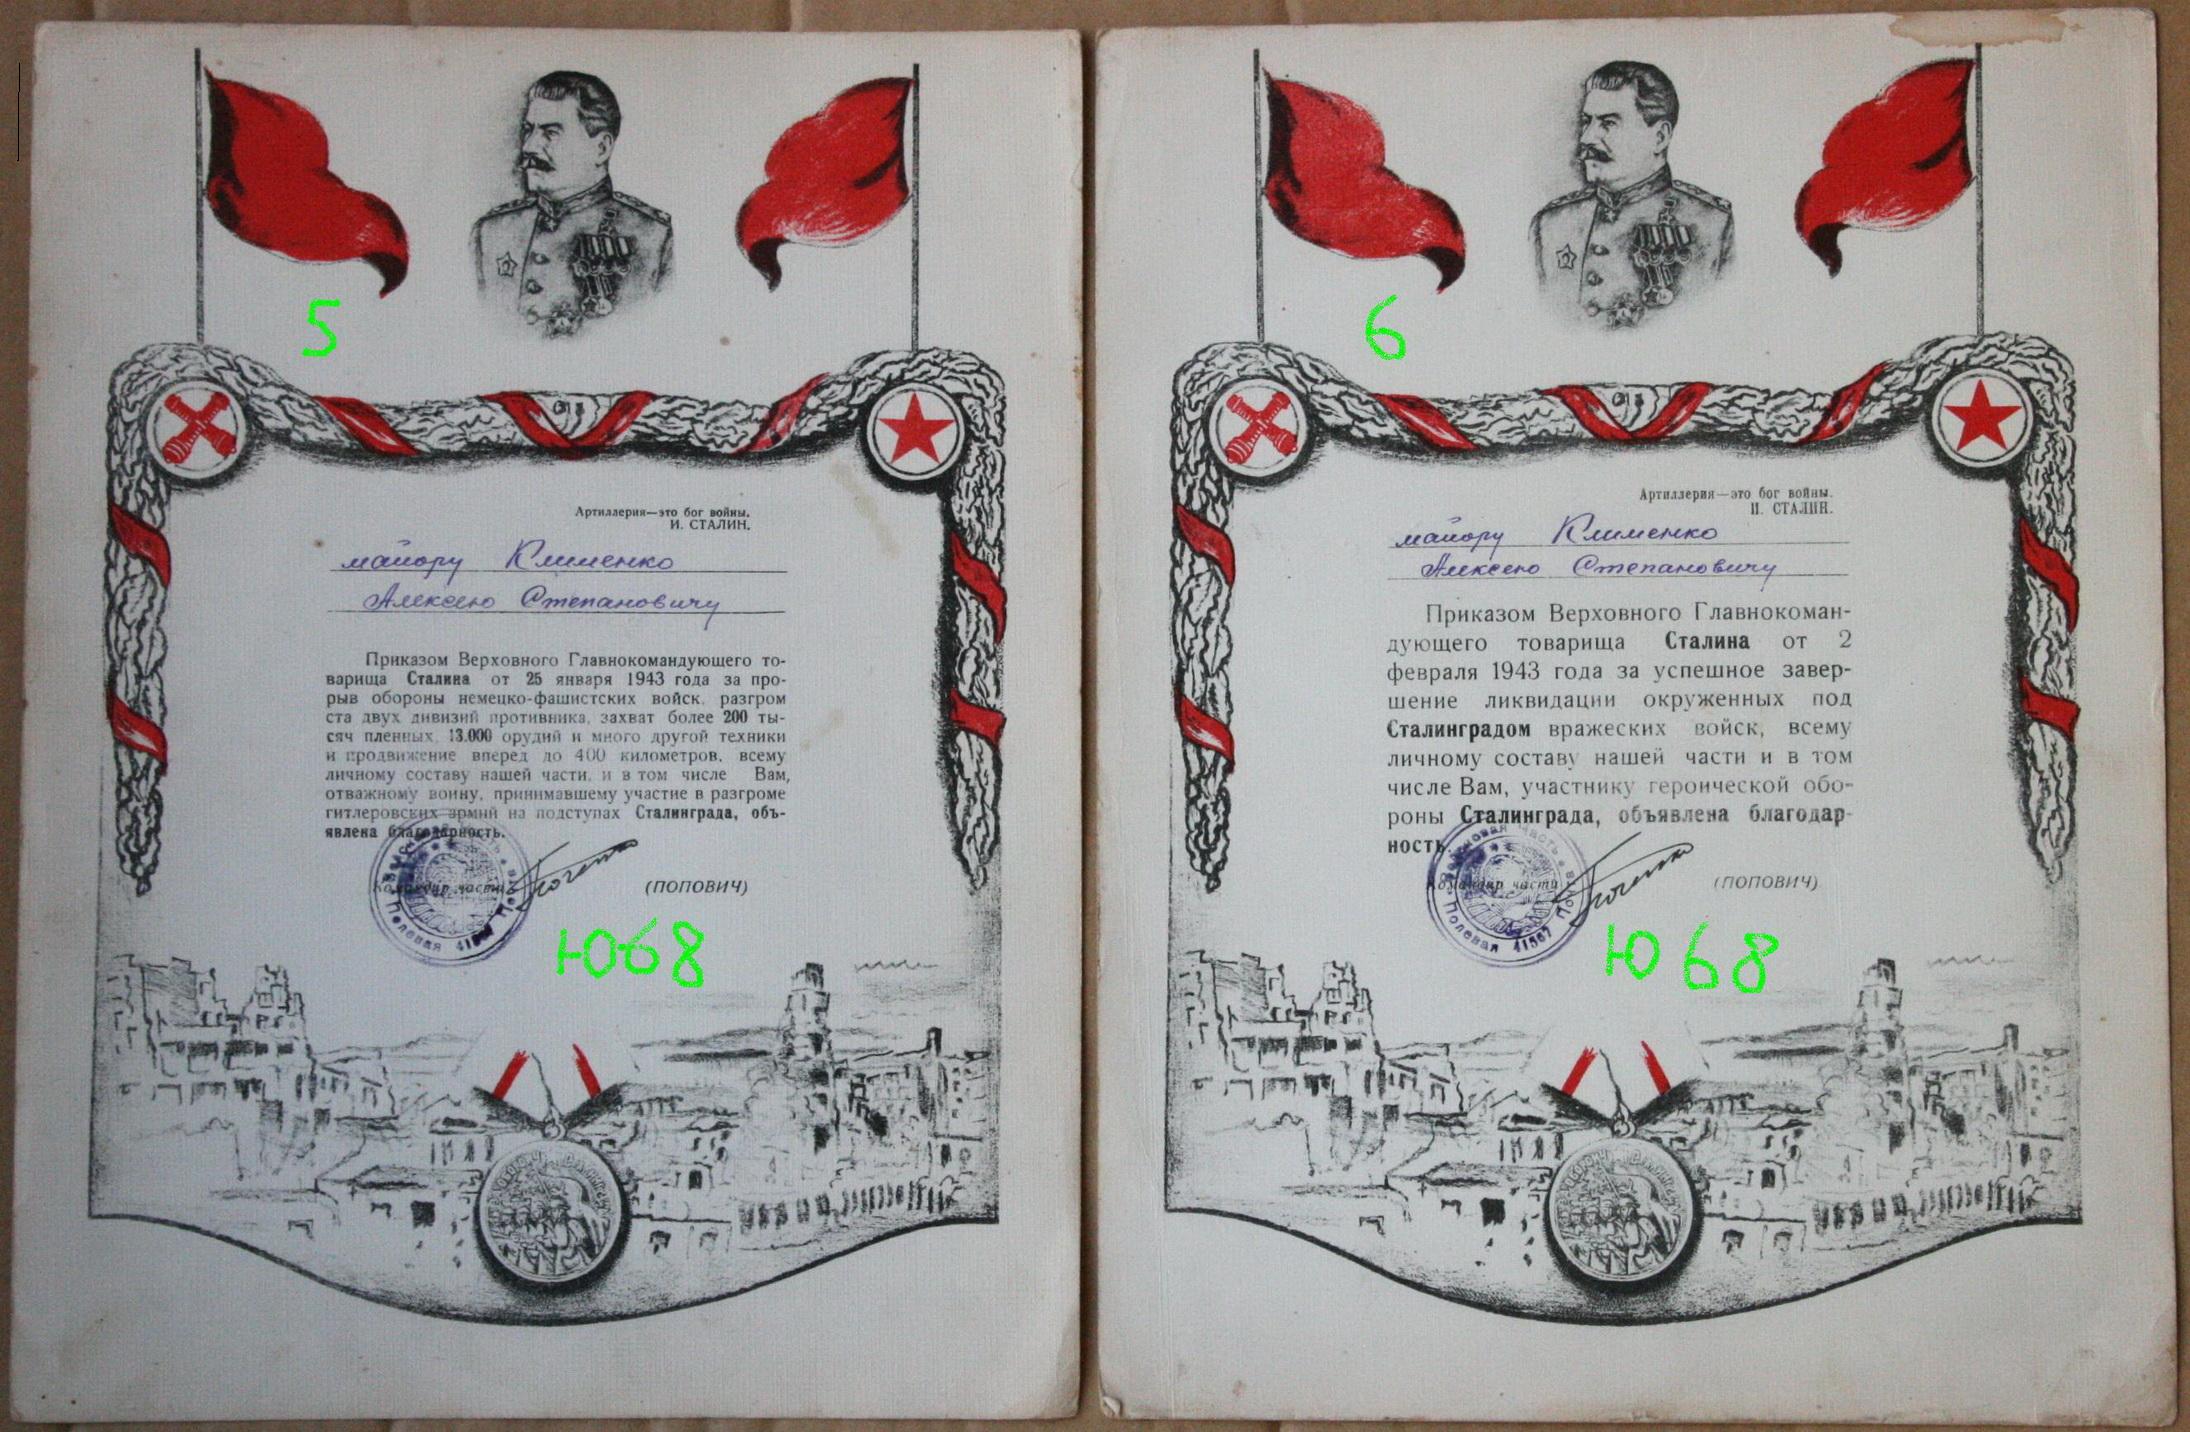 5
Артиллерия—это бог войны.
И. СТАЛИН.
майору Клименко
Алексею Степановичу
Приказом Верховного Главнокомандующего то-
варища Сталина от 25 января 1943 года за про-
рыв обороны немецко-фашистских войск, разгром
ста двух дивизий противника, захват более 200 ты-
сяч пленных, 13.000 орудий и много другой техники
и продвижение вперед до 400 километров, всему
личному составу нашей части, и в том числе Вам,
отважному воину, принимавшему участие в разгроме
гитлеровских армий на подступах Сталинграда, объ-
явлена благодарность.
Командир части
(ПОПОВИЧ)
Полевая 41567
Ю68
6
Артиллерия—это бог войны.
И. СТАЛИН.
майору Клименко
Алексею Степановичу
Приказом Верховного Главнокоман-
дующего товарища Сталина от 2
февраля 1943 года за успешное завер-
шение ликвидации окруженных под
Сталинградом вражеских войск, всему
личному составу нашей части и в том
числе Вам, участнику героической обо-
роны Сталинграда, объявлена благодар-
ность.
Командир части
(ПОПОВИЧ)
Полевая 41567
Ю68